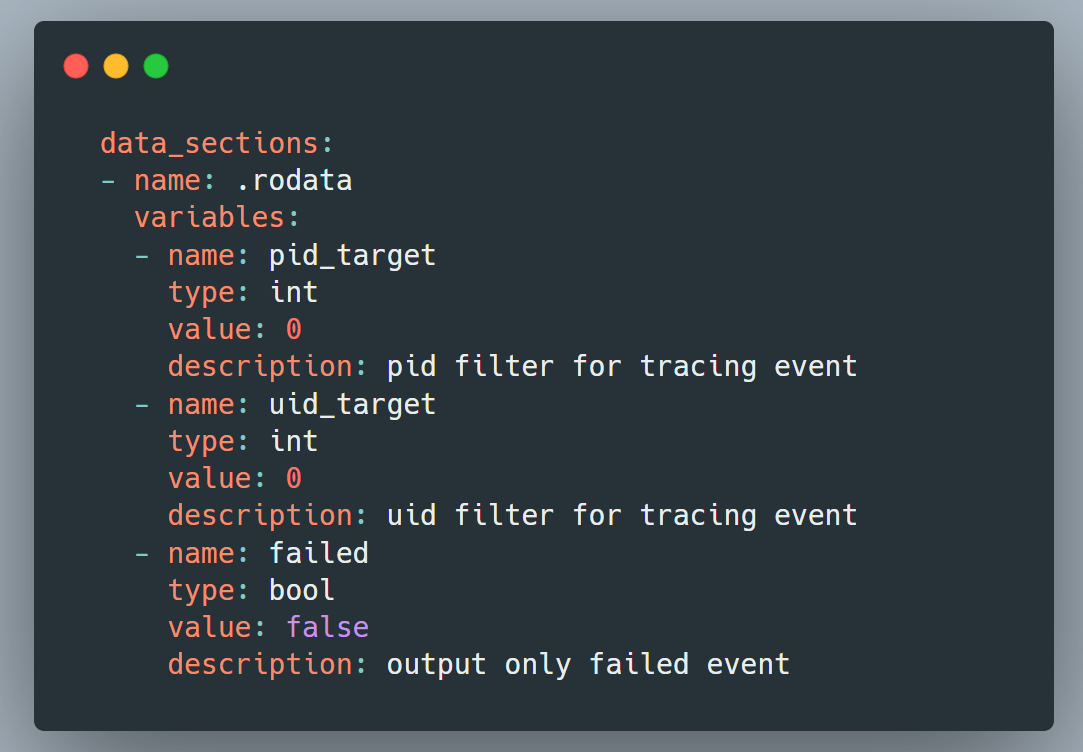 data_sections:
- name: .rodata
  variables:
  - name: pid_target
    type: int
    value: 0
    description: pid filter for tracing event
  - name: uid_target
    type: int
    value: 0
    description: uid filter for tracing event
  - name: failed
    type: bool
    value: false
    description: output only failed event